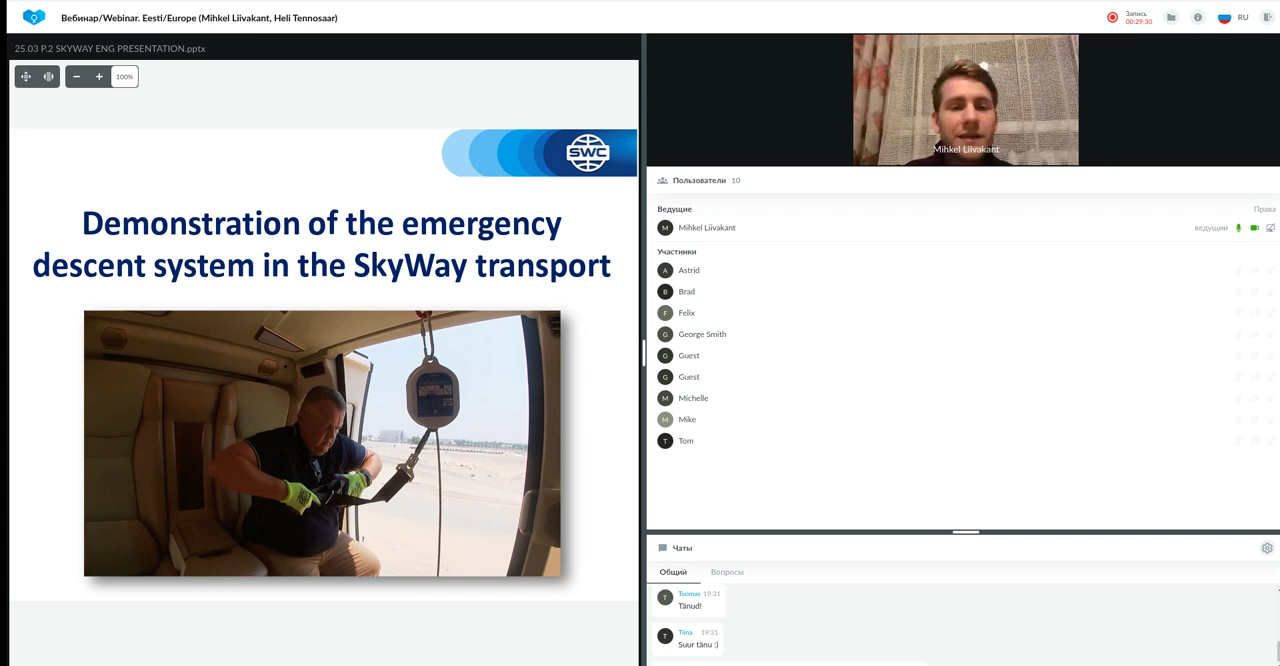 Вебинар/Webinar. Eesti/Europe (Mihkel Liivakant, Heli Tennosaar)
Запись
00:29:30
RU
25.03 P.2 SKYWAY ENG PRESENTATION.pptx
100%
SWC
Demonstration of the emergency
descent system in the SkyWay transport
Mihkel Liivakant
Пользователи 10
Ведущие Права
M Mihkel Liivakant ведущий
Участники
A Astrid
B Brad
F Felix
G George Smith
G Guest
G Guest
M Michelle
M Mike
T Tom
Чаты
Общий Вопросы
T Tuomas 19:31
Tänud!
T Tiina 19:31
Suur tänu :)